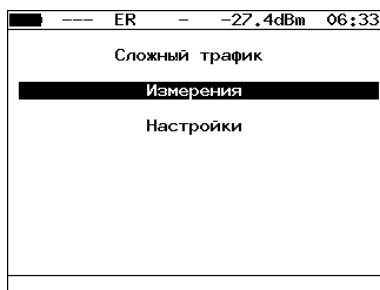 --- ER - -27.4dBm 06:33
Сложный трафик
Измерения
Настройки